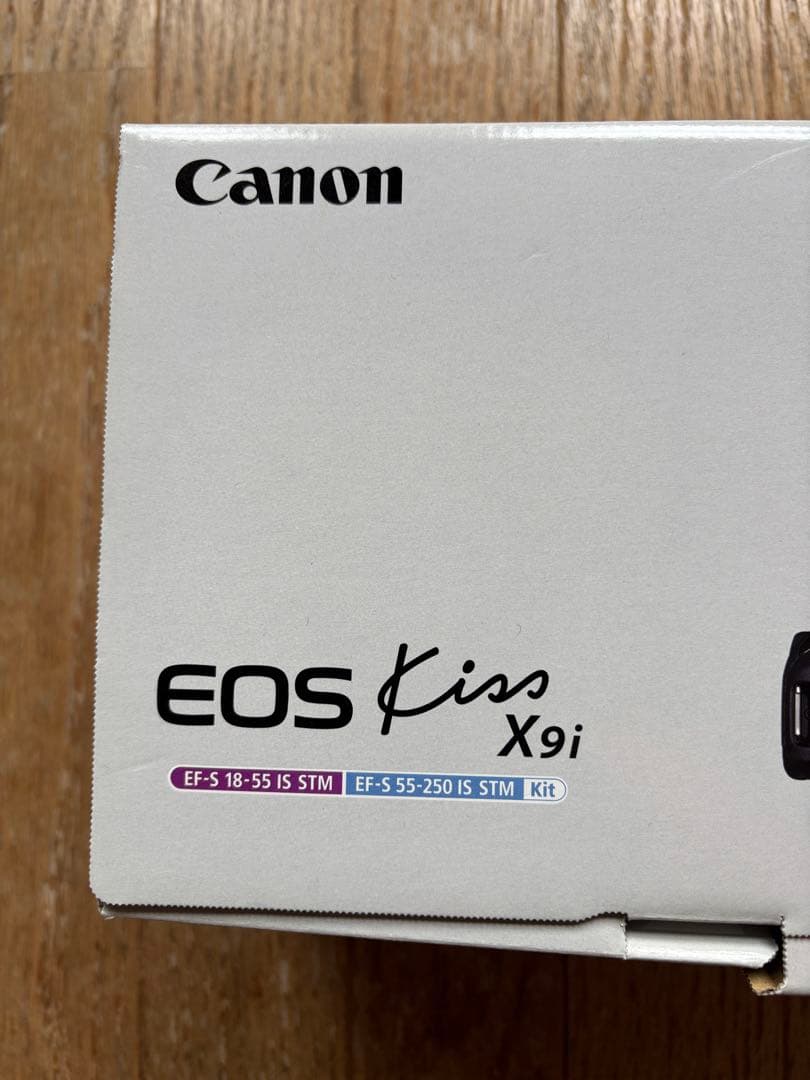 Canon
EOS Kiss
X9i
EF-S 18-55 IS STM EF-S 55-250 IS STM Kit